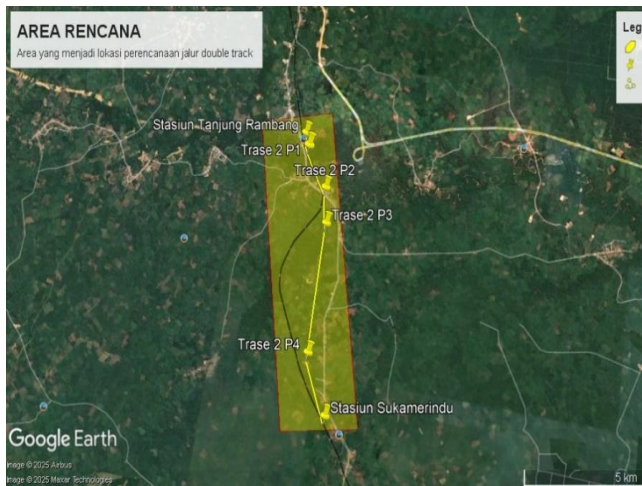 AREA RENCANA
Area yang menjadi lokasi perencanaan jalur double track
Leg
Stasiun Tanjung Rambang
Trase 2 P1
Trase 2 P2
Trase 2 P3
Trase 2 P4
Stasiun Sukamerindu
Google Earth
Image © 2025 Airbus
Image © 2025 Maxar Technologies
5 km